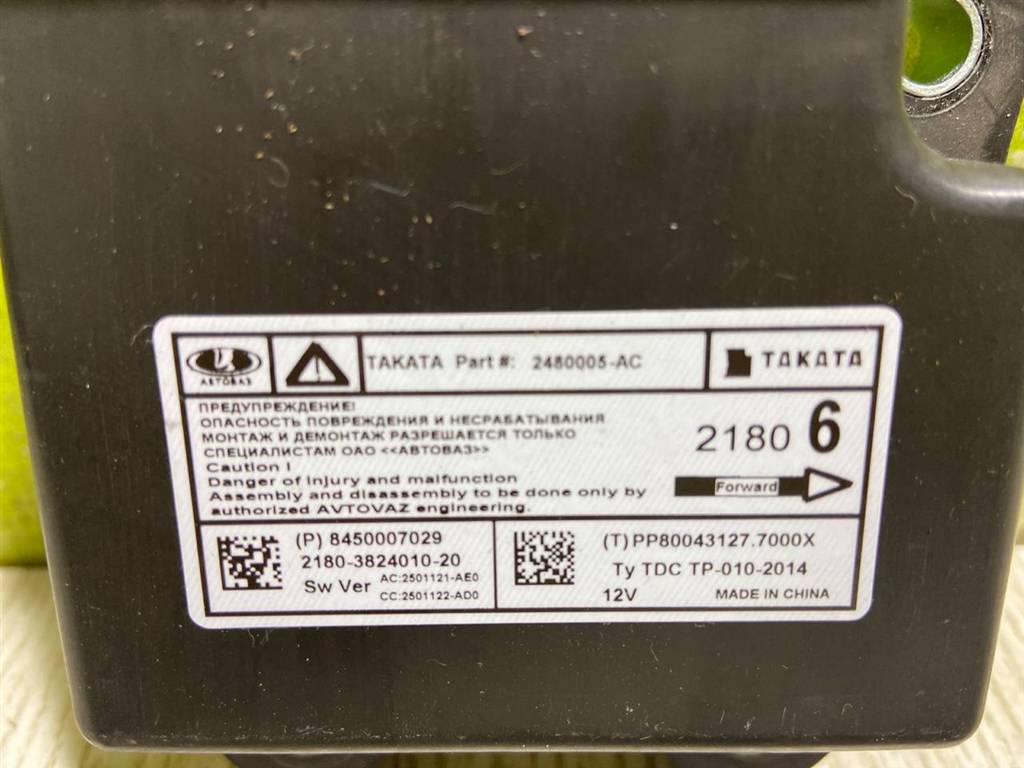 АВТОВАЗ
TAKATA Part #: 2480005-AC
TAKATA
ПРЕДУПРЕЖДЕНИЕ!
ОПАСНОСТЬ ПОВРЕЖДЕНИЯ И НЕСРАБАТЫВАНИЯ
МОНТАЖ И ДЕМОНТАЖ РАЗРЕШАЕТСЯ ТОЛЬКО
СПЕЦИАЛИСТАМ ОАО <<АВТОВАЗ>>
Caution !
Danger of injury and malfunction
Assembly and disassembly to be done only by
authorized AVTOVAZ engineering.
2180 6
Forward
(P) 8450007029
2180-3824010-20
Sw Ver AC:2501121-AE0
CC:2501122-AD0
(T) PP80043127.7000X
Ty TDC TP-010-2014
12V MADE IN CHINA